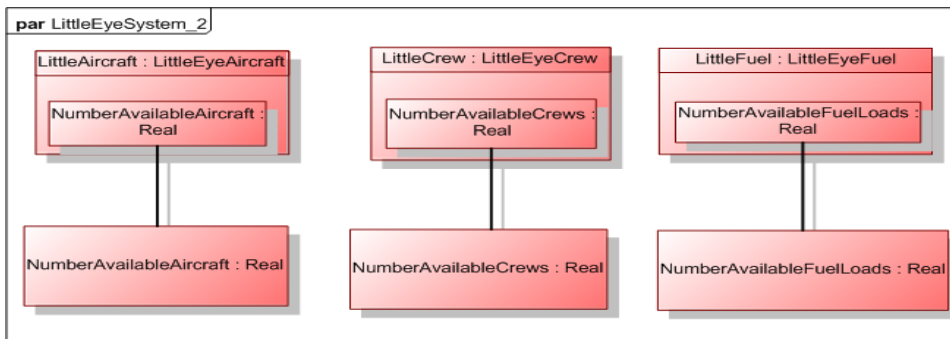 par LittleEyeSystem_2
LittleAircraft : LittleEyeAircraft
NumberAvailableAircraft :
Real
NumberAvailableAircraft : Real
LittleCrew : LittleEyeCrew
NumberAvailableCrews :
Real
NumberAvailableCrews : Real
LittleFuel : LittleEyeFuel
NumberAvailableFuelLoads :
Real
NumberAvailableFuelLoads : Real